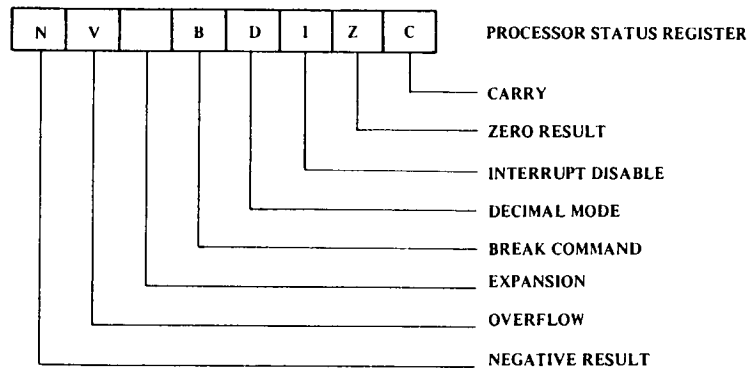 N V B D I Z C PROCESSOR STATUS REGISTER
CARRY
ZERO RESULT
INTERRUPT DISABLE
DECIMAL MODE
BREAK COMMAND
EXPANSION
OVERFLOW
NEGATIVE RESULT